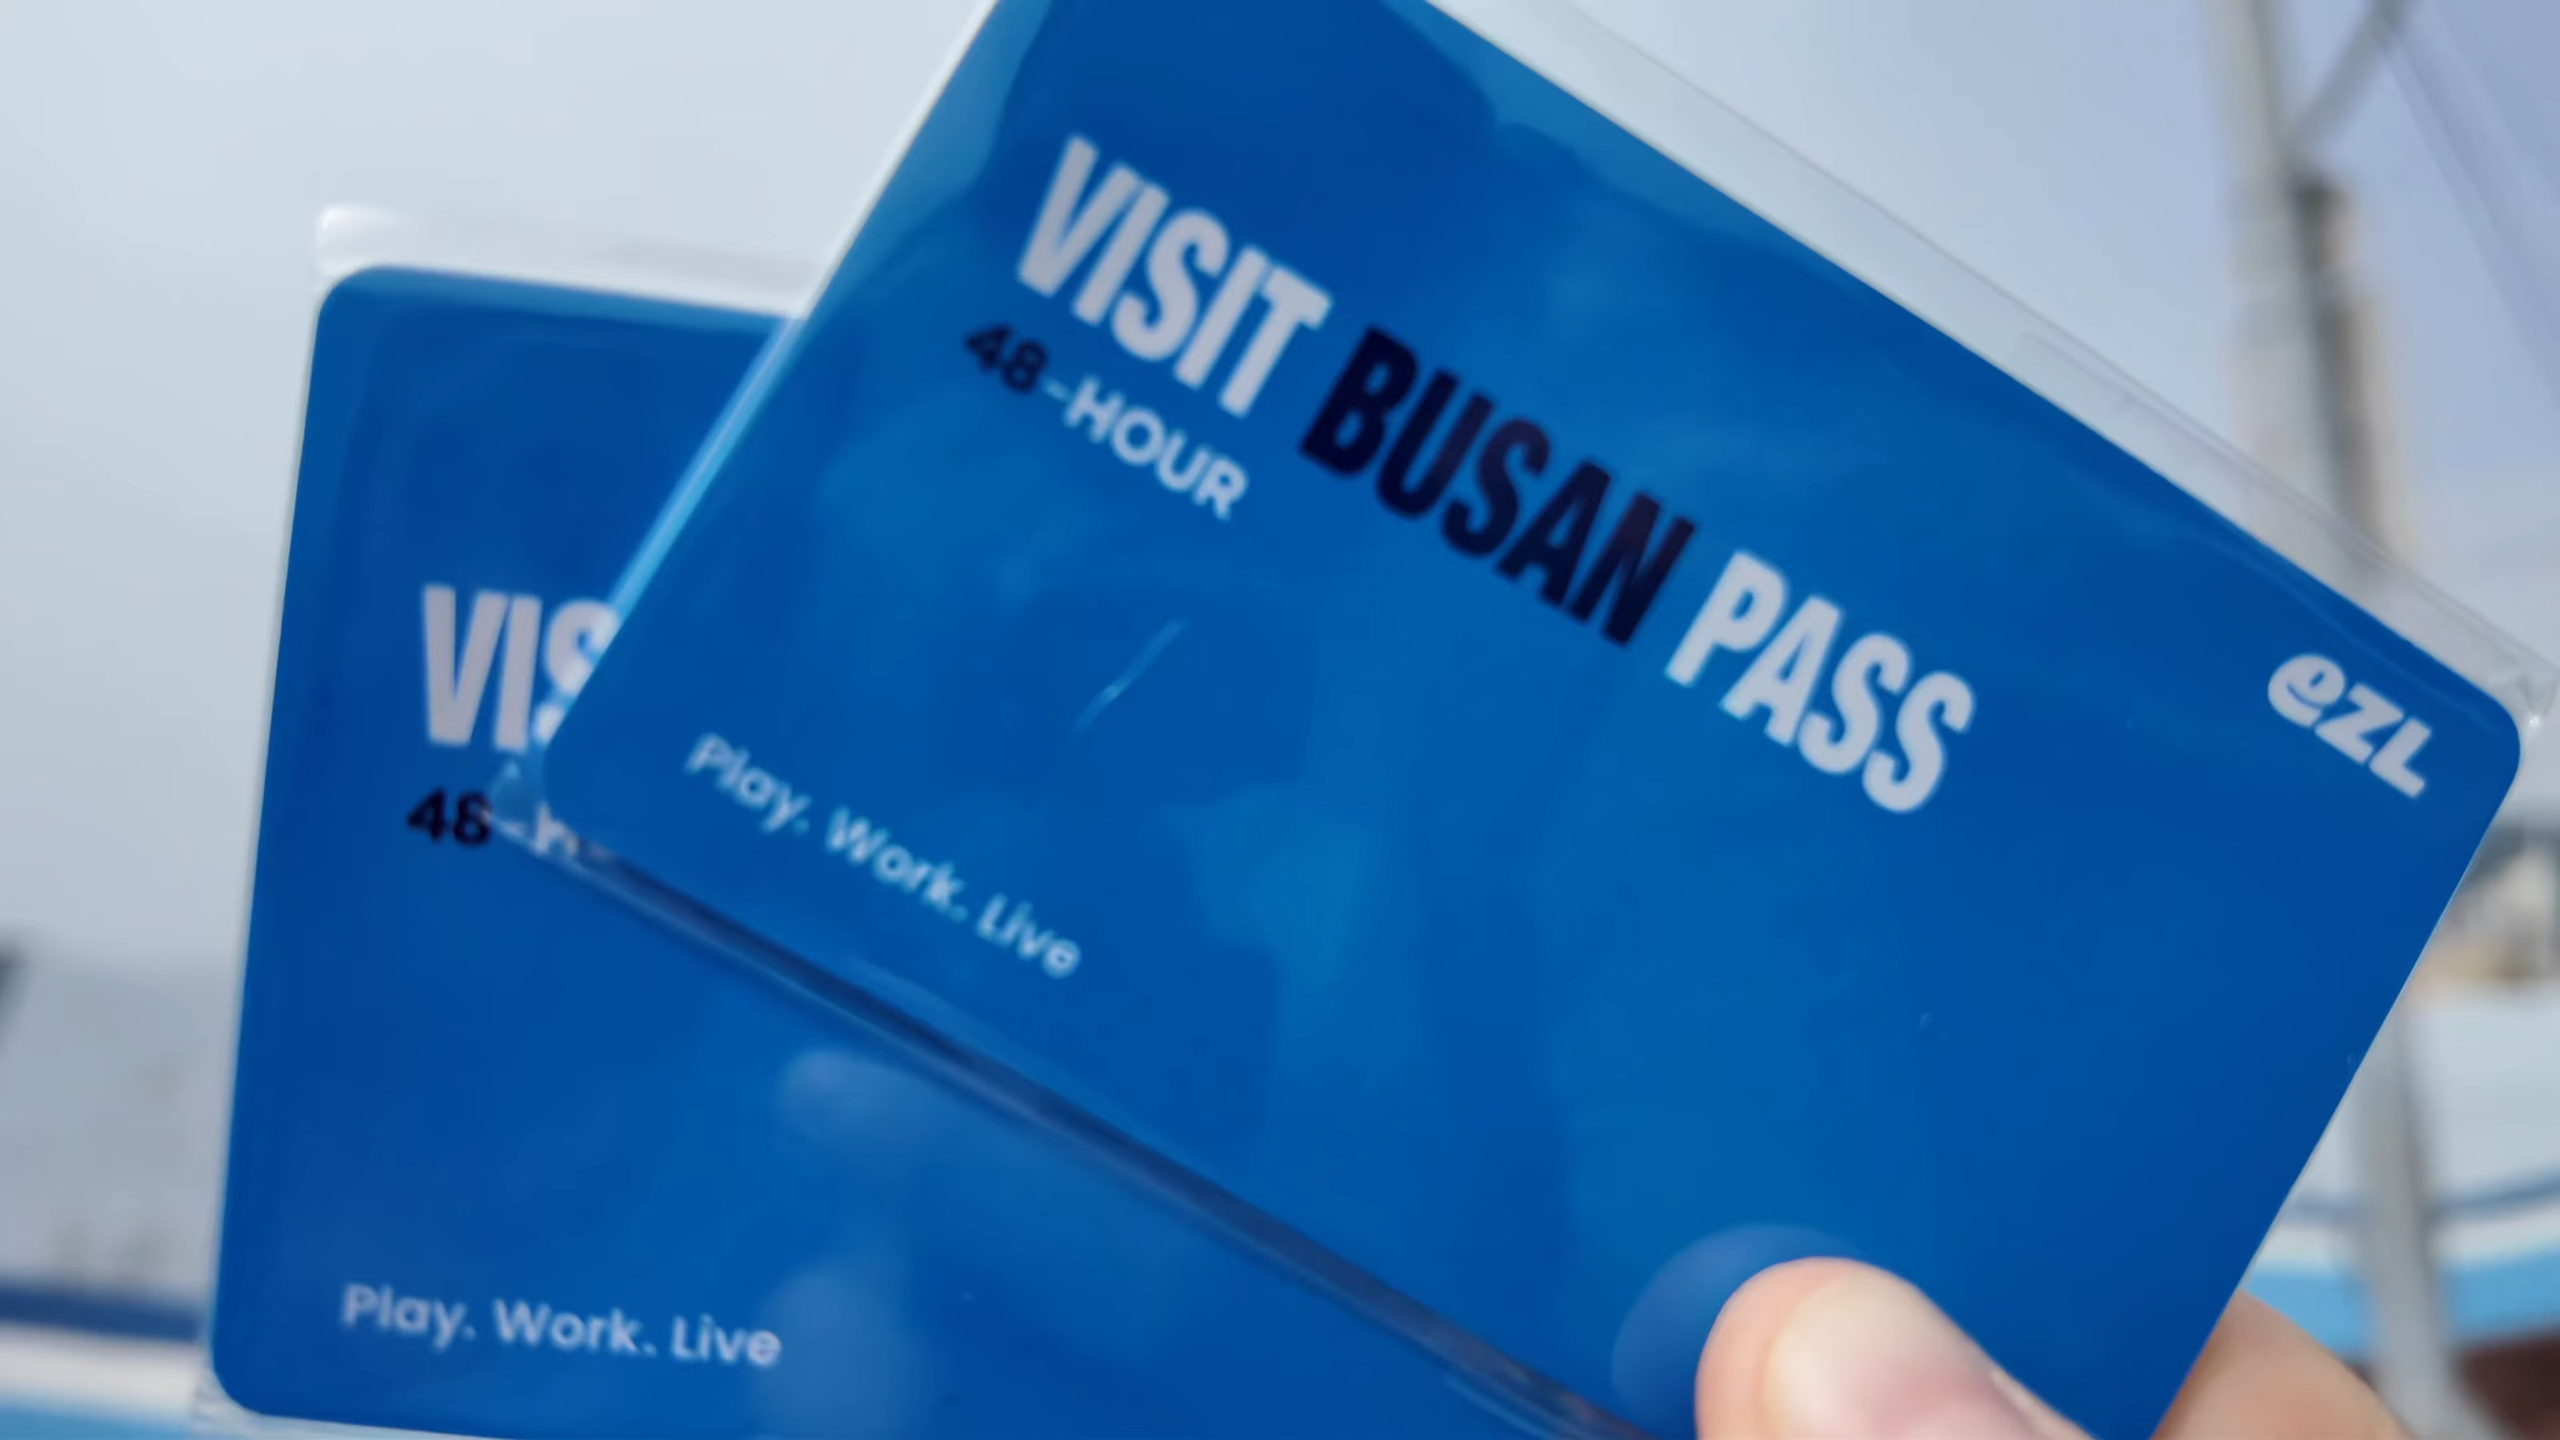 VISIT BUSAN PASS
48-HOUR
ezl
Play. Work. Live
VIS
48-
Play. Work. Live